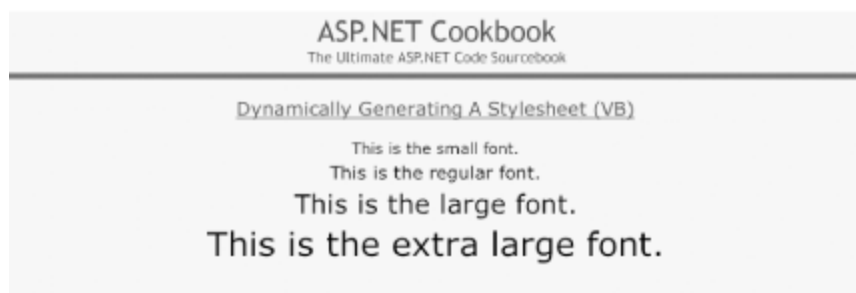 ASP.NET Cookbook
The Ultimate ASP.NET Code Sourcebook
Dynamically Generating A Stylesheet (VB)
This is the small font.
This is the regular font.
This is the large font.
This is the extra large font.